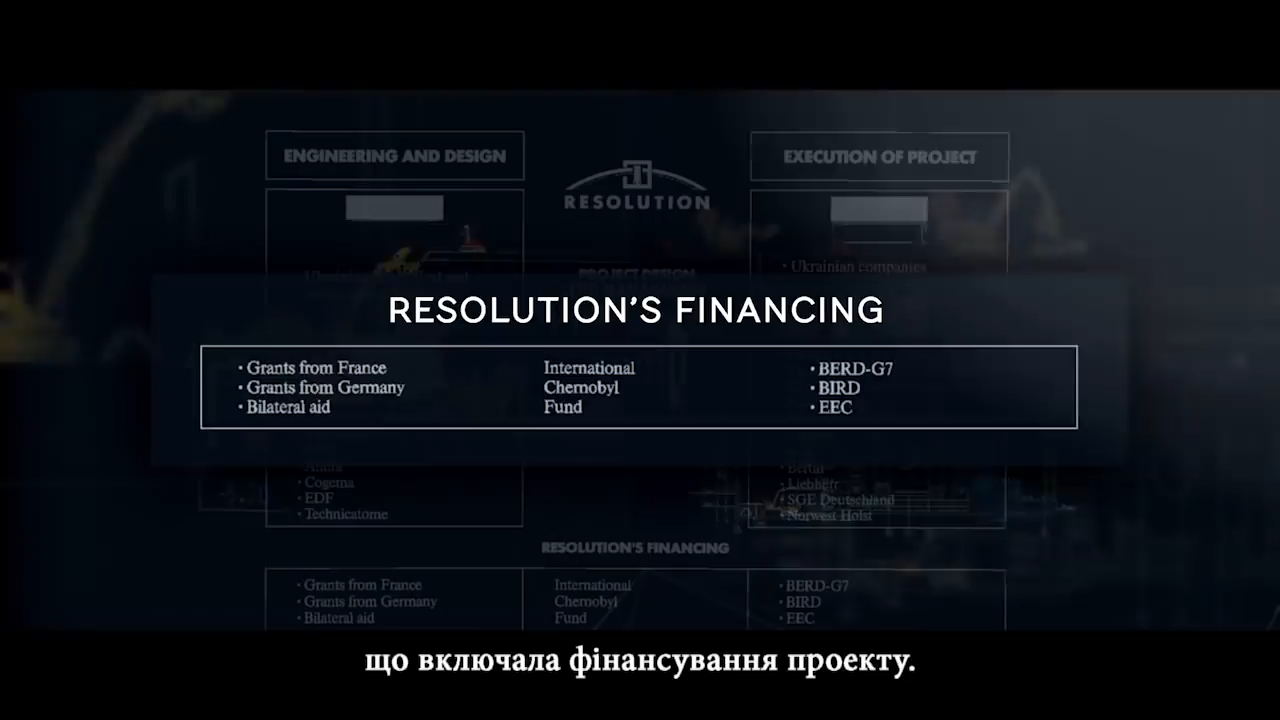 ENGINEERING AND DESIGN
RESOLUTION
EXECUTION OF PROJECT
PROJECT DESIGN
• Ukrainian companies
RESOLUTION'S FINANCING
• Grants from France
• Grants from Germany
• Bilateral aid
International
Chernobyl
Fund
• BERD-G7
• BIRD
• EEC
• Cogema
• EDF
• Technicatome
• Liebherr
• SGE Deutschland
• Norwest Holst
RESOLUTION'S FINANCING
• Grants from France
• Grants from Germany
• Bilateral aid
International
Chernobyl
Fund
• BERD-G7
• BIRD
• EEC
що включала фінансування проекту.